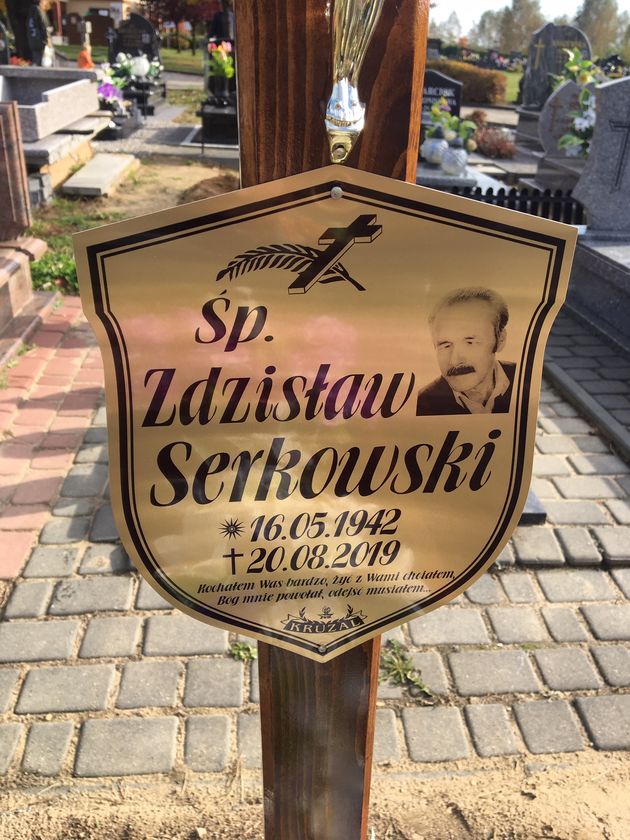 Śp.
Zdzisław
Serkowski
16.05.1942
20.08.2019
Kochałem Was bardzo, żyć z Wami chciałem,
Bóg mnie powołał, odejść musiałem...
KRUŻAL